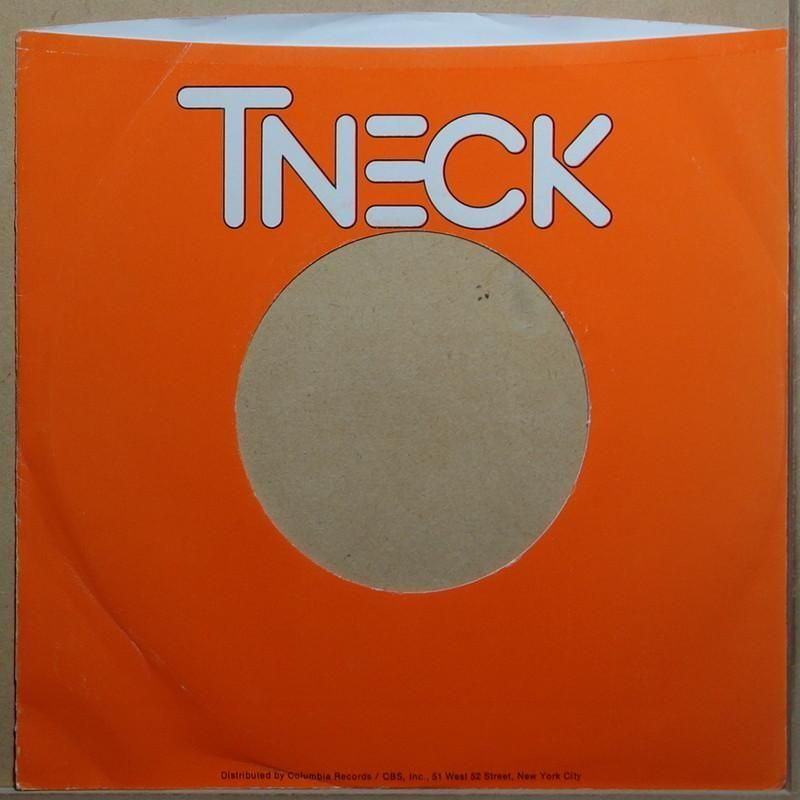 TNECK
Distributed by Columbia Records / CBS, Inc., 51 West 52 Street, New York City